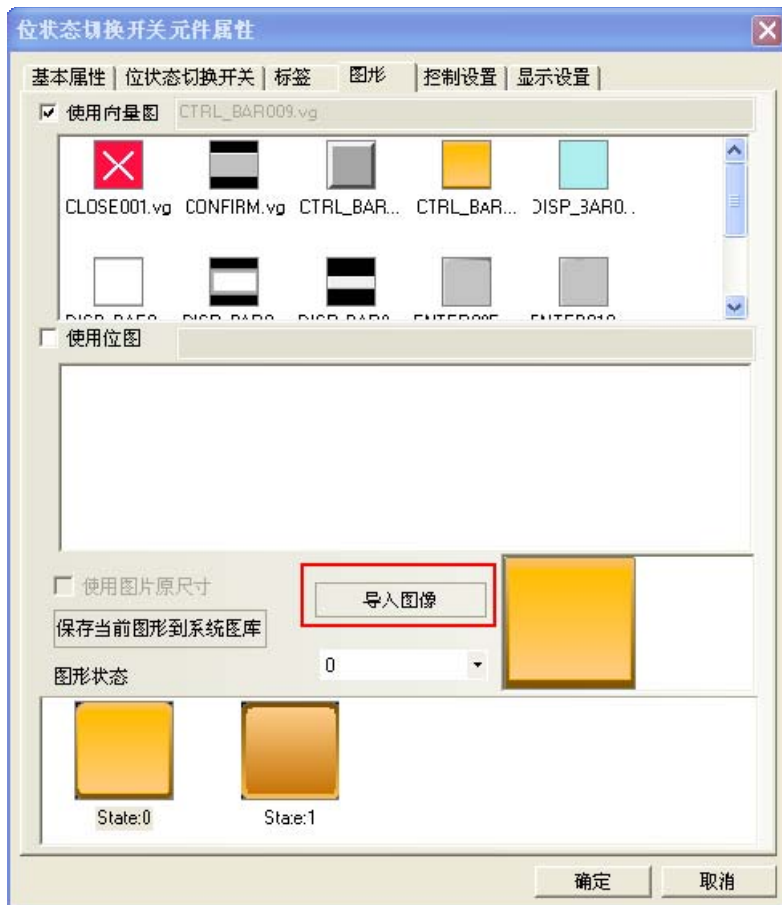 位状态切换开关元件属性
基本属性 位状态切换开关 标签 图形 控制设置 显示设置
使用向量图 CTRL_BAR009.vg
CLOSE001.vg CONFIRM.vg CTRL_BAR... CTRL_BAR... DISP_BAR0..
使用位图
使用图片原尺寸
导入图像
保存当前图形到系统图库
0
图形状态
State:0 State:1
确定 取消